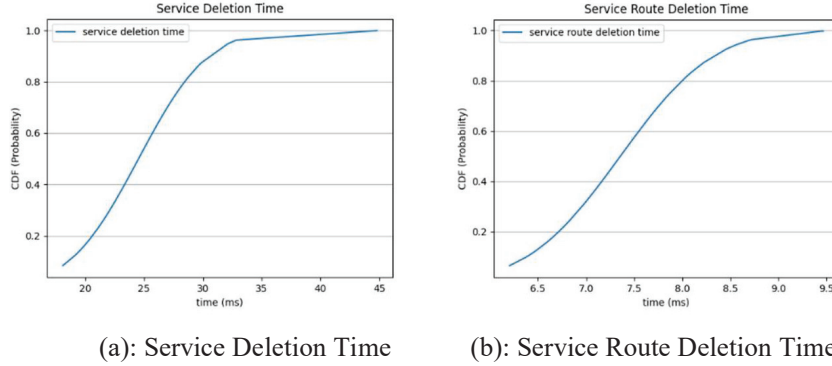 Service Deletion Time
service deletion time
1.0
0.8
0.6
0.4
0.2
CDF (Probability)
20 25 30 35 40 45
time (ms)
(a): Service Deletion Time
Service Route Deletion Time
service route deletion time
1.0
0.8
0.6
0.4
0.2
CDF (Probability)
6.5 7.0 7.5 8.0 8.5 9.0 9.5
time (ms)
(b): Service Route Deletion Time